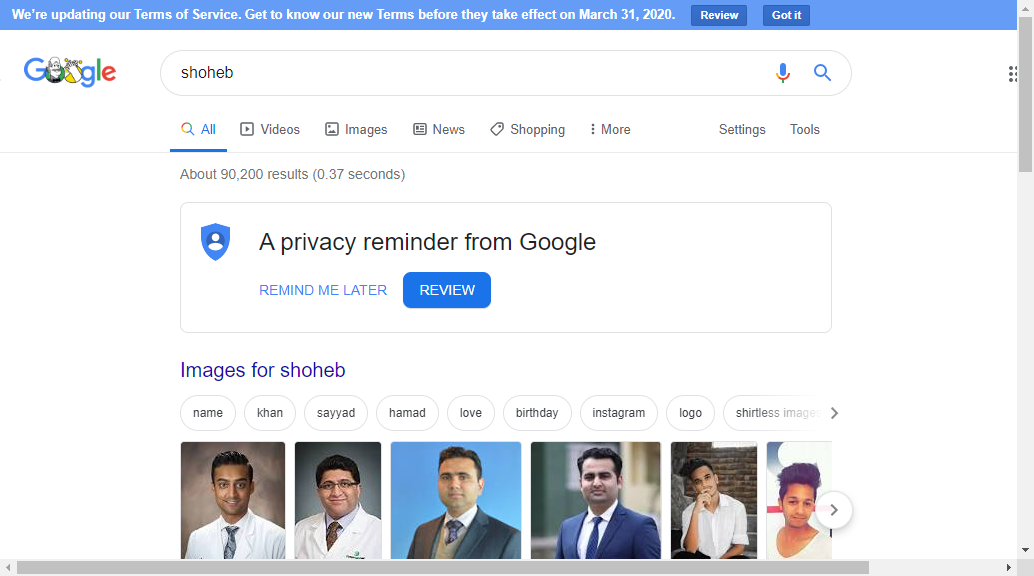 We're updating our Terms of Service. Get to know our new Terms before they take effect on March 31, 2020. Review Got it
Google
shoheb
All Videos Images News Shopping More Settings Tools
About 90,200 results (0.37 seconds)
A privacy reminder from Google
REMIND ME LATER REVIEW
Images for shoheb
name khan sayyad hamad love birthday instagram logo shirtless images